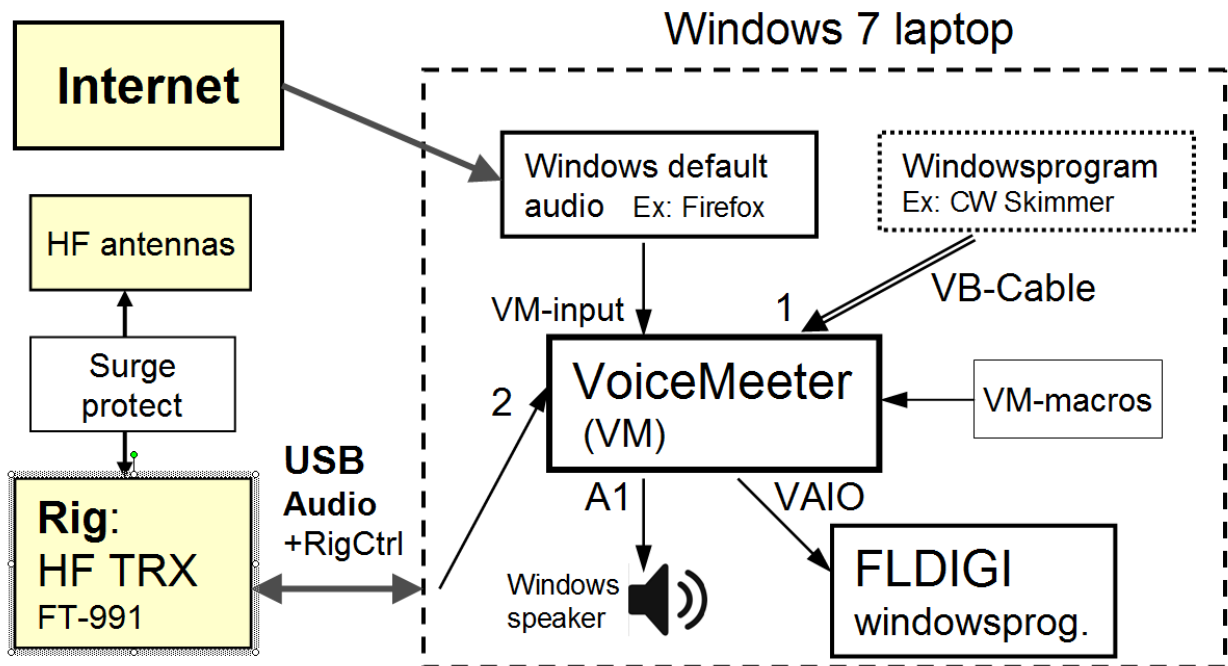 Windows 7 laptop
Internet
Windows default
audio Ex: Firefox
Windowsprogram
Ex: CW Skimmer
HF antennas
VM-input
1
VB-Cable
Surge
protect
VoiceMeeter
(VM)
2
VM-macros
USB
Audio
+RigCtrl
A1
VAIO
Rig:
HF TRX
FT-991
Windows
speaker
FLDIGI
windowsprog.